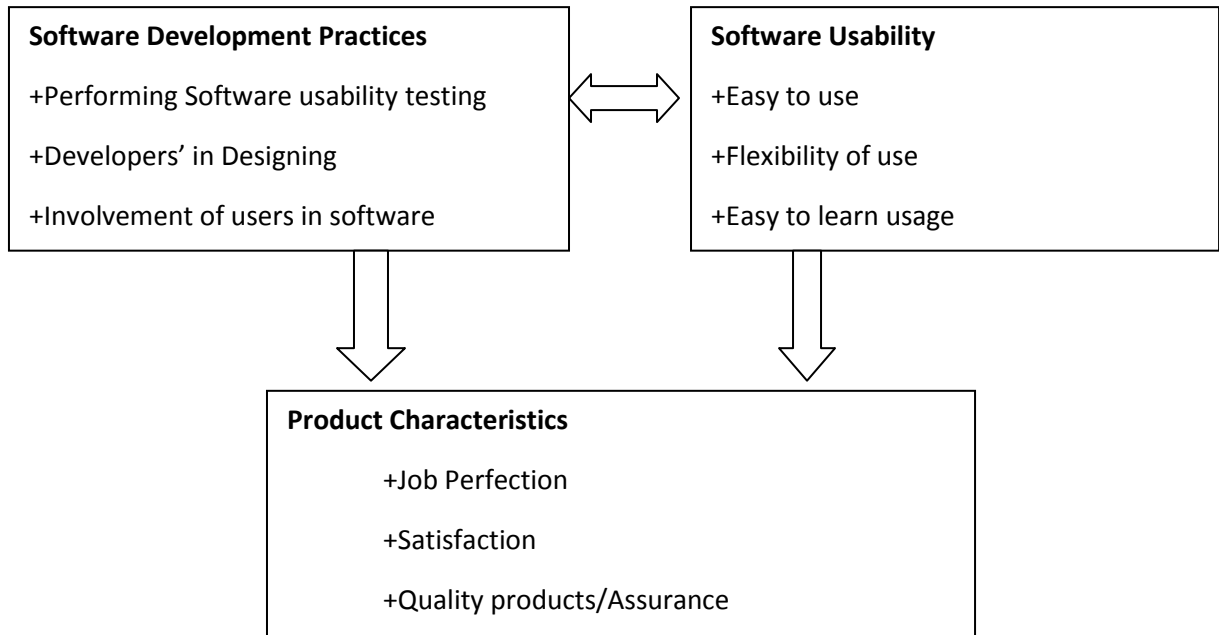 Software Development Practices
+Performing Software usability testing
+Developers’ in Designing
+Involvement of users in software
Software Usability
+Easy to use
+Flexibility of use
+Easy to learn usage
Product Characteristics
+Job Perfection
+Satisfaction
+Quality products/Assurance